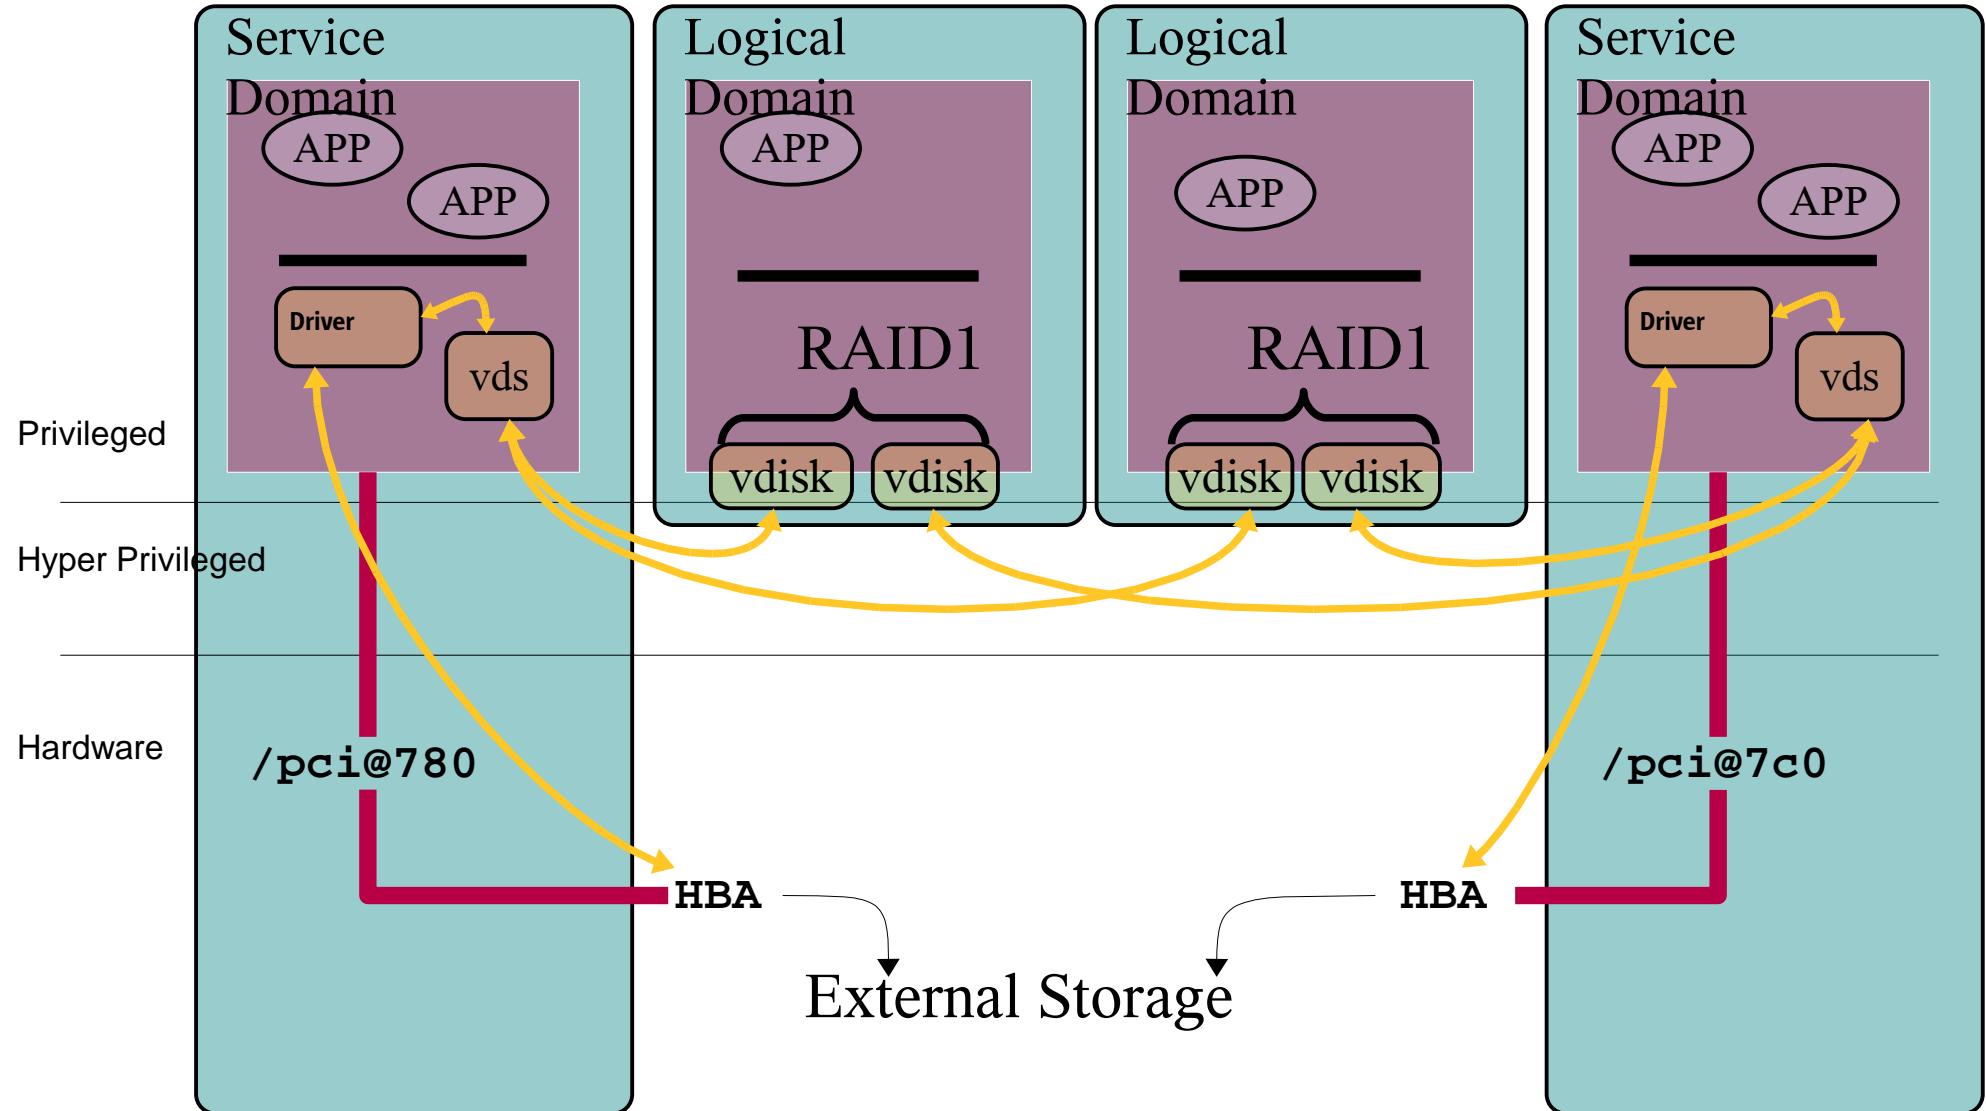 Service
Domain
APP
APP
Driver
vds
Logical
Domain
APP
RAID1
vdisk
vdisk
Logical
Domain
APP
RAID1
vdisk
vdisk
Service
Domain
APP
APP
Driver
vds
Privileged
Hyper Privileged
Hardware
/pci@780
/pci@7c0
HBA
HBA
External Storage